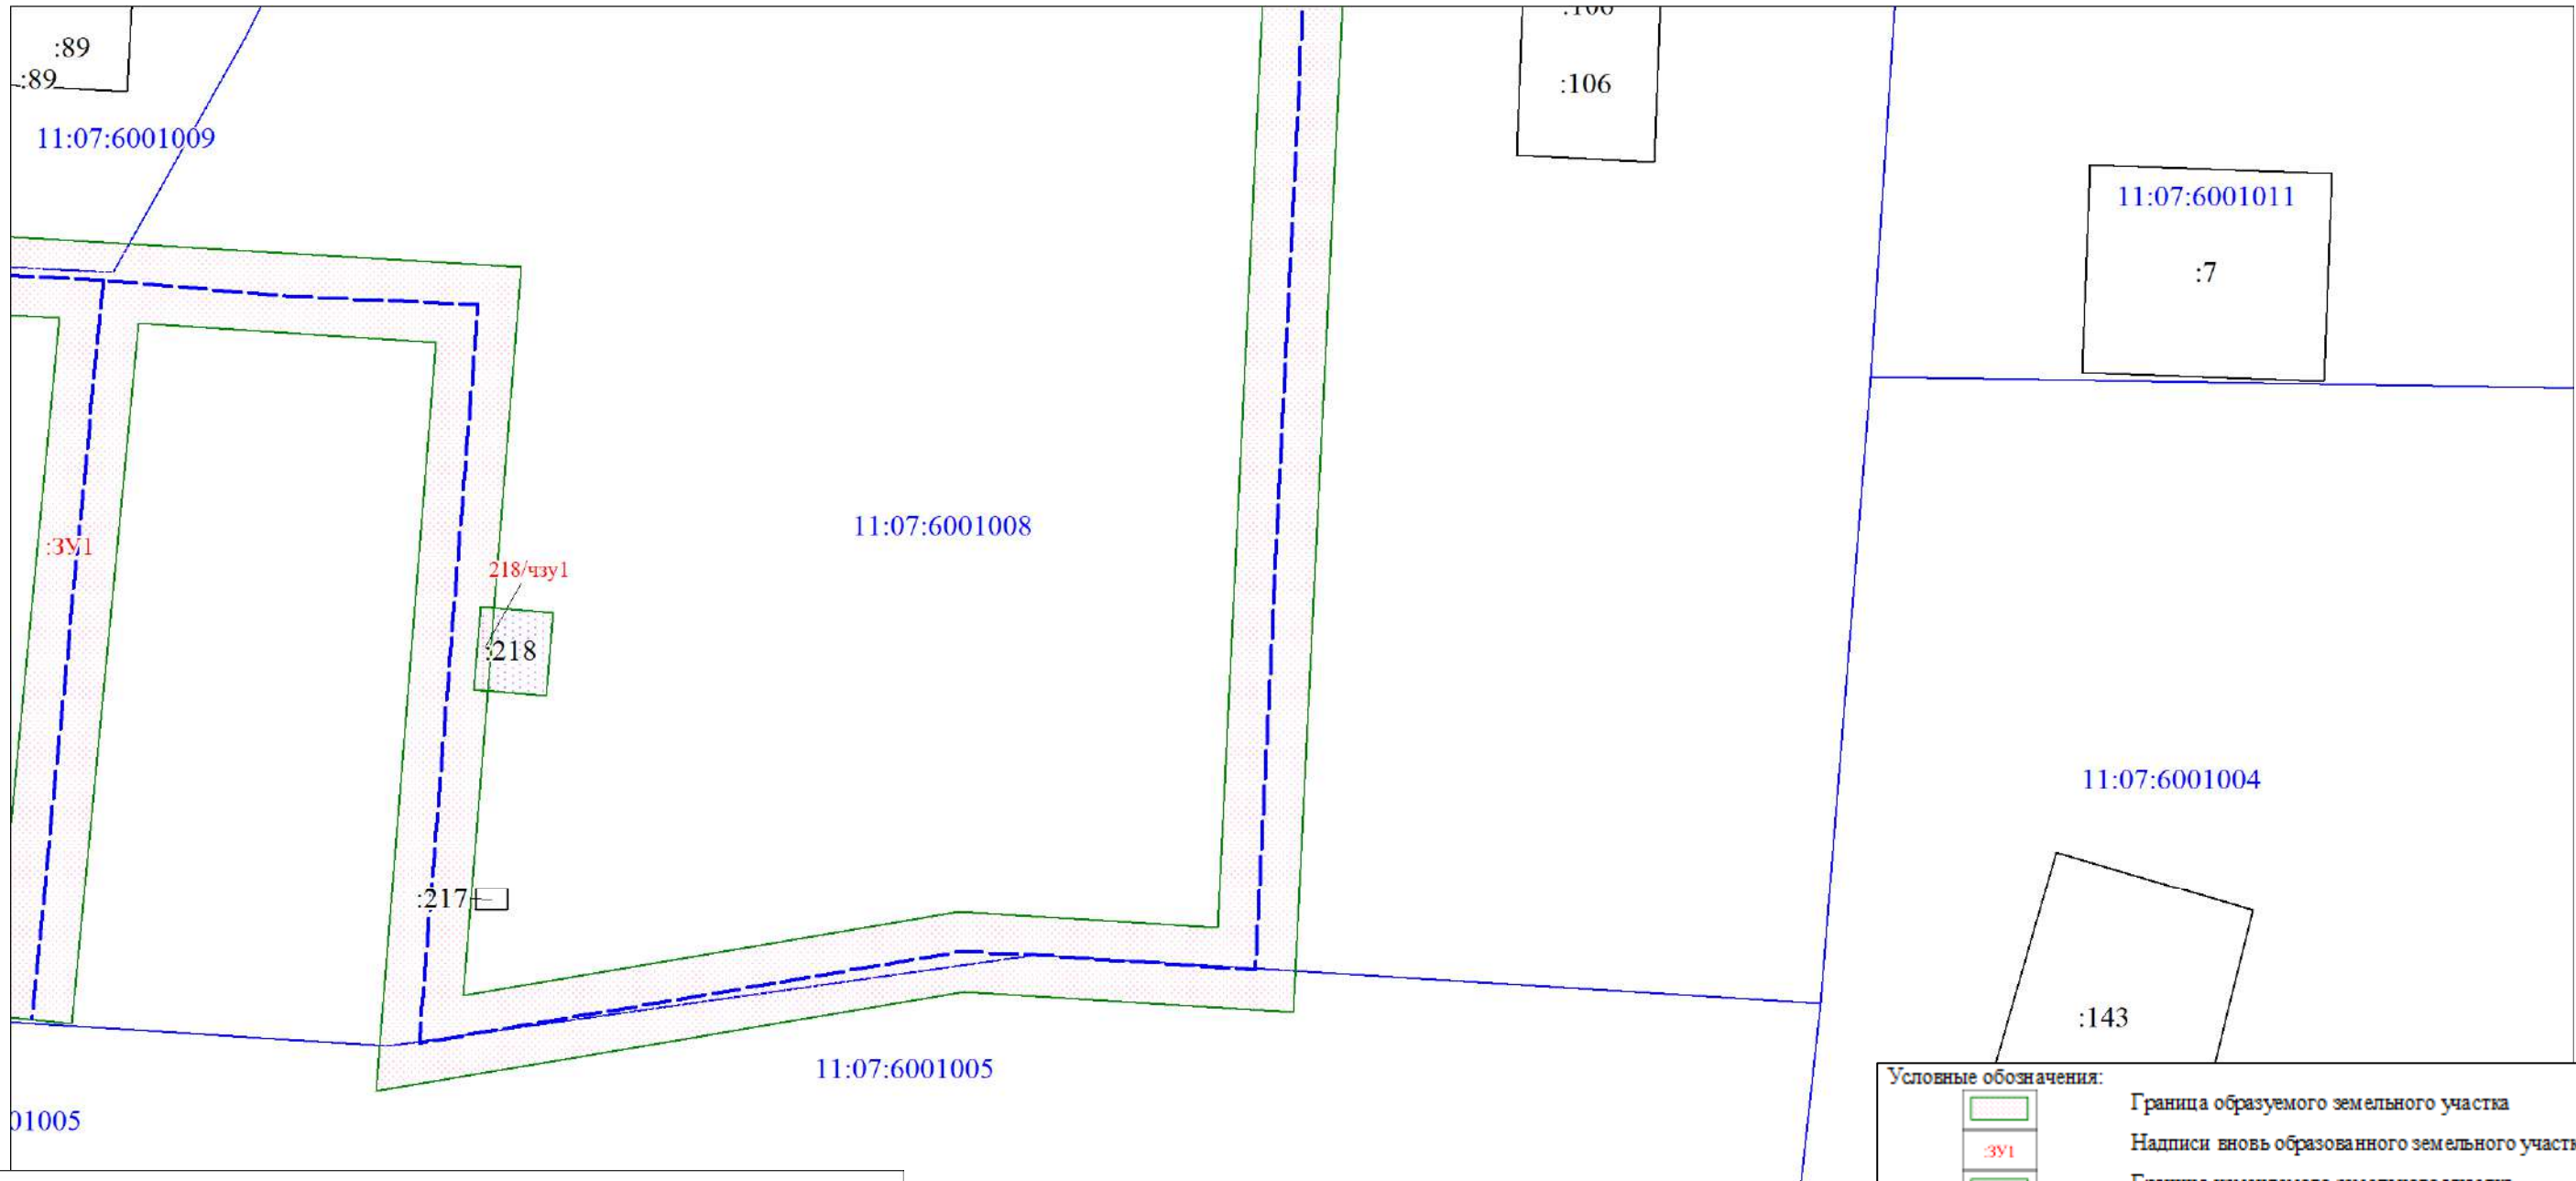 :106
:89
:106
:89
11:07:6001009
11:07:6001011
:7
11:07:6001008
:ЗУ1
218/чзу1
:218
11:07:6001004
:217
:143
11:07:6001005
01005
Условные обозначения:
Граница образуемого земельного участка
:ЗУ1
Надписи вновь образованного земельного участк